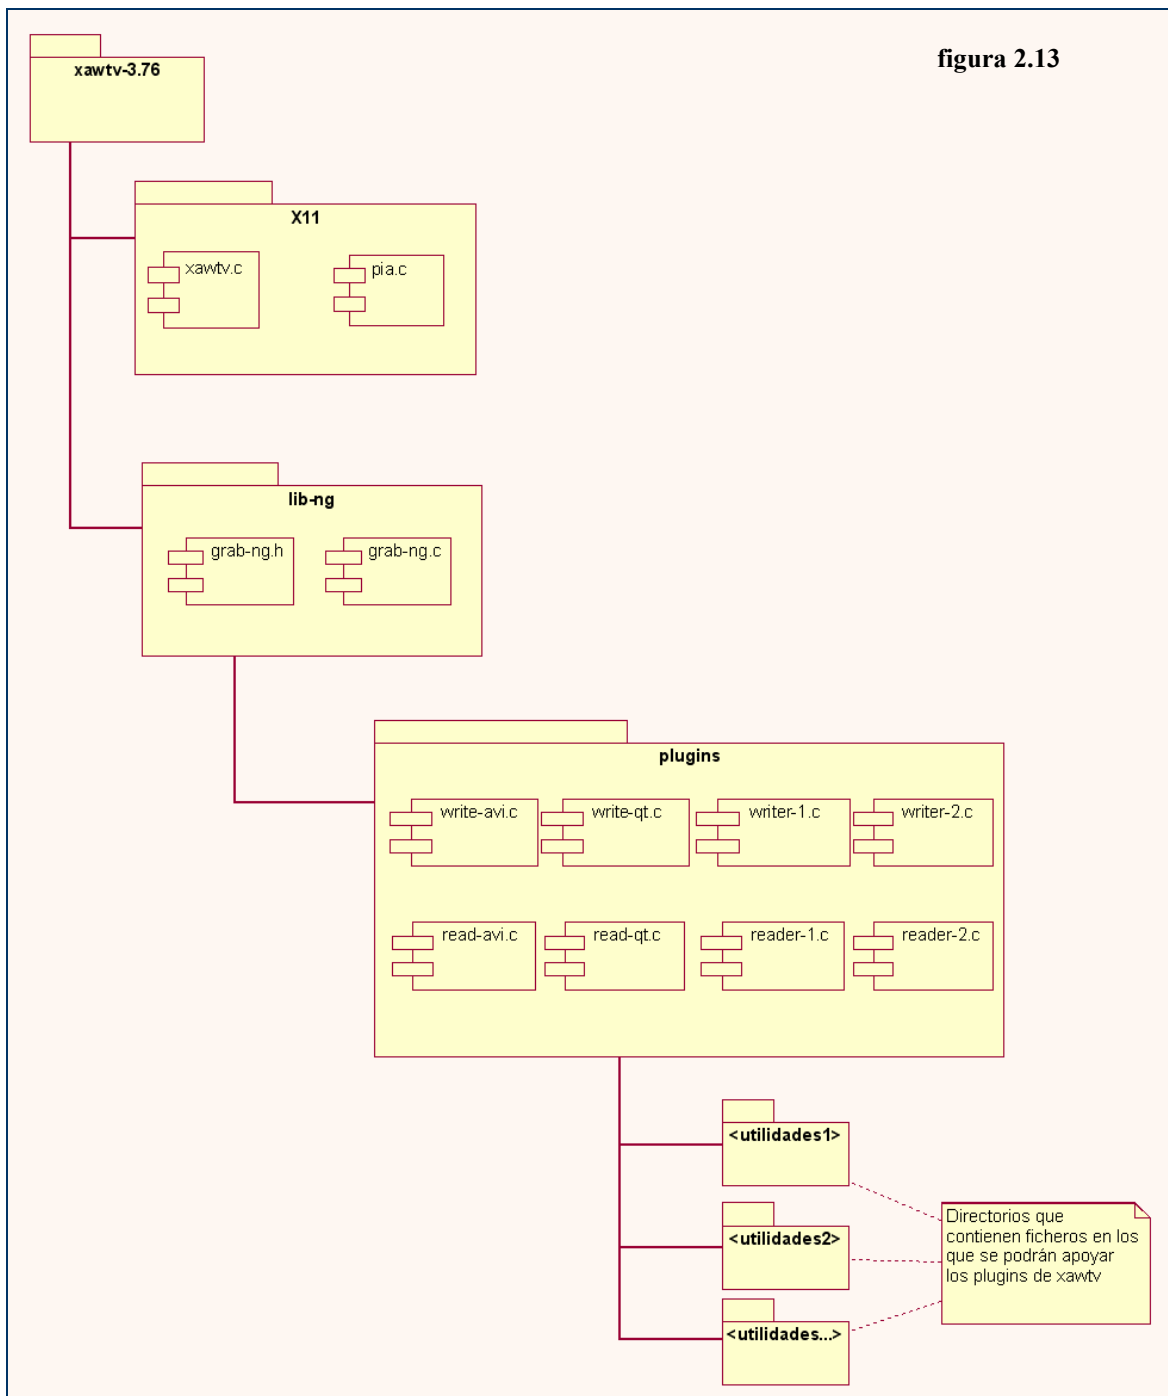 figura 2.13
xawtv-3.76
X11
xawtv.c
pia.c
lib-ng
grab-ng.h
grab-ng.c
plugins
write-avi.c
write-qt.c
writer-1.c
writer-2.c
read-avi.c
read-qt.c
reader-1.c
reader-2.c
<utilidades1>
<utilidades2>
<utilidades...>
Directorios que
contienen ficheros en los
que se podrán apoyar
los plugins de xawtv